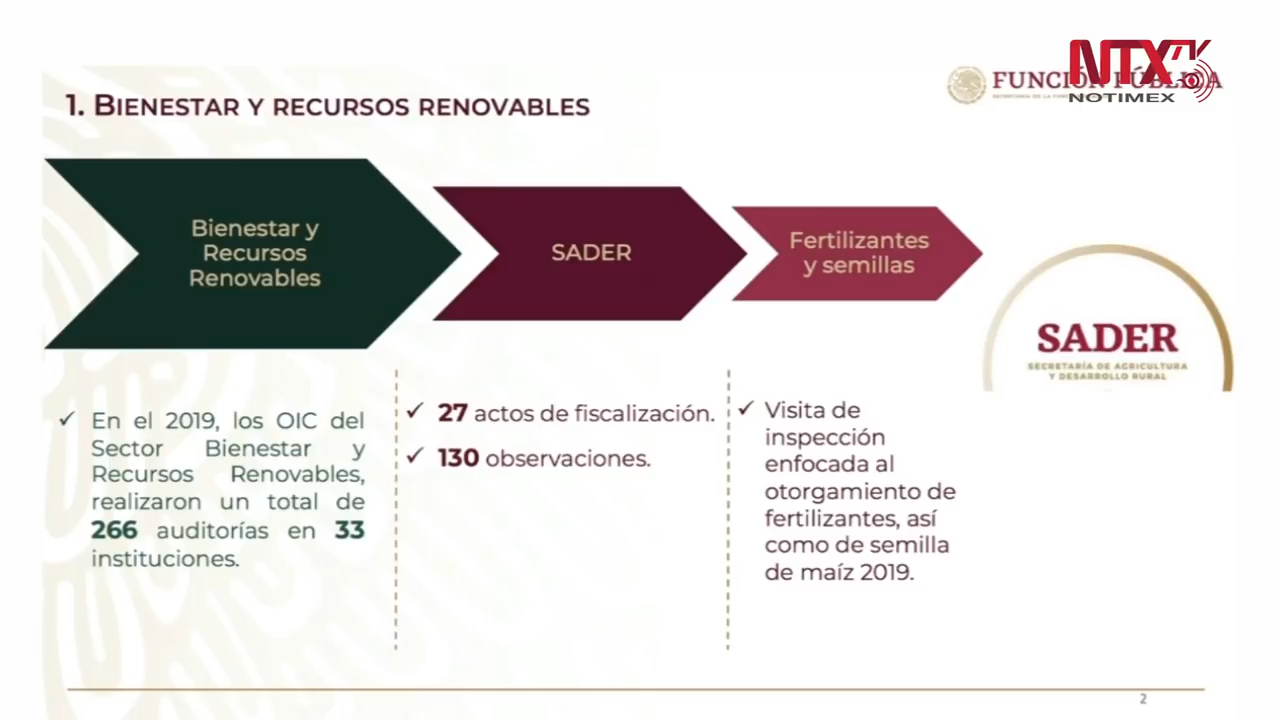 NTX
NOTIMEX
FUNCIÓN PÚBLICA
1. BIENESTAR Y RECURSOS RENOVABLES
Bienestar y
Recursos
Renovables
SADER
Fertilizantes
y semillas
SADER
SECRETARÍA DE AGRICULTURA
Y DESARROLLO RURAL
✓ En el 2019, los OIC del
Sector Bienestar y
Recursos Renovables,
realizaron un total de
266 auditorías en 33
instituciones.
✓ 27 actos de fiscalización.
✓ 130 observaciones.
✓ Visita de
inspección
enfocada al
otorgamiento de
fertilizantes, así
como de semilla
de maíz 2019.
2